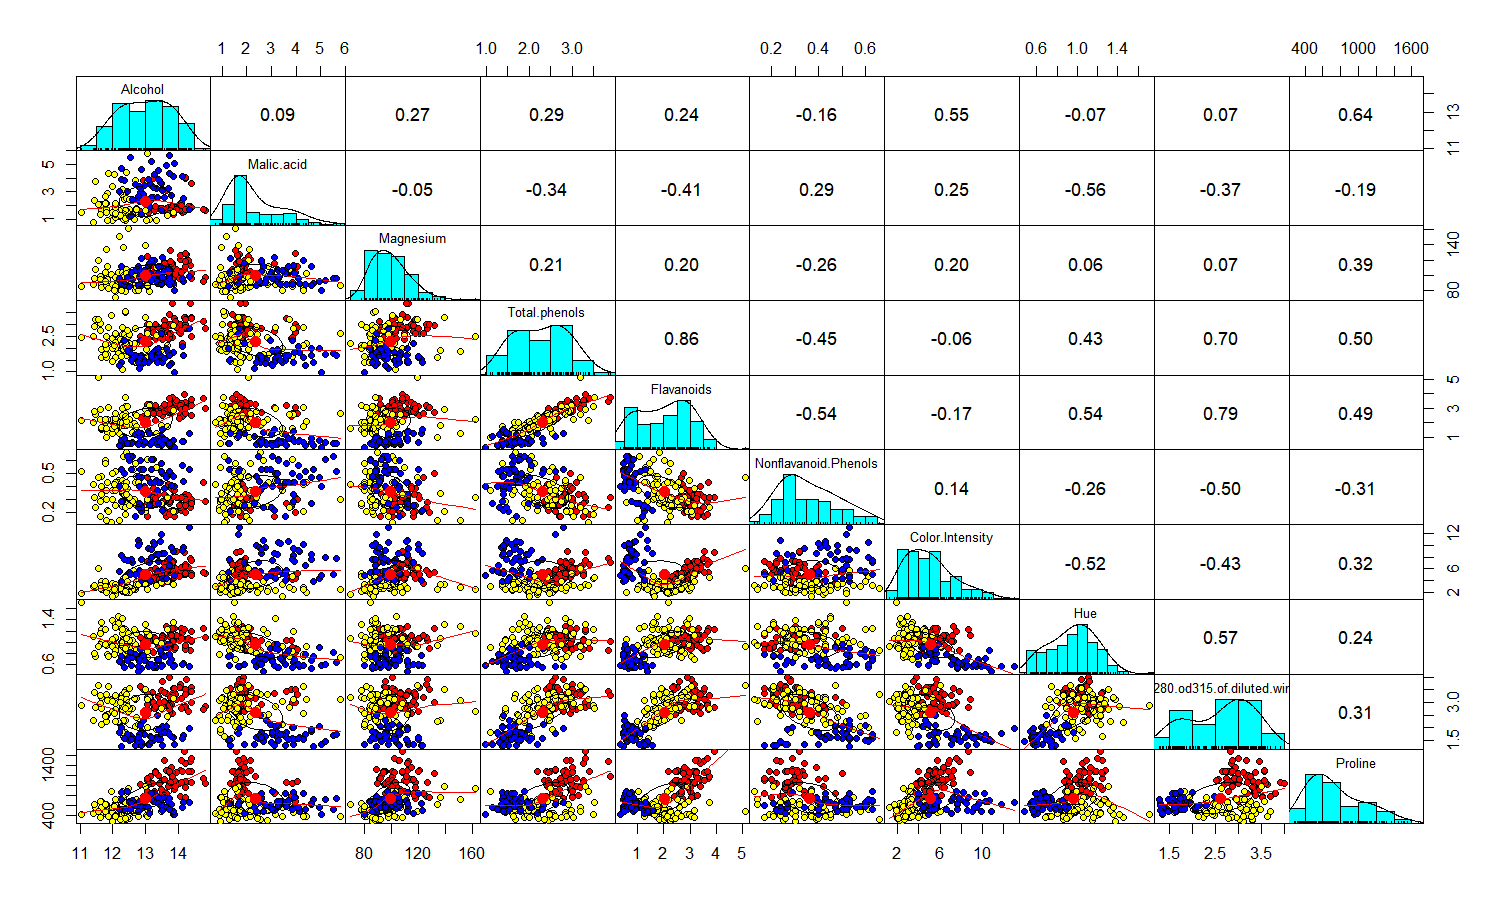 1 2 3 4 5 6
1.0 2.0 3.0
0.2 0.4 0.6
0.6 1.0 1.4
400 1000 1600
Alcohol
0.09 0.27 0.29 0.24 -0.16 0.55 -0.07 0.07 0.64
11 13
1 3 5
Malic.acid
-0.05 -0.34 -0.41 0.29 0.25 -0.56 -0.37 -0.19
Magnesium
0.21 0.20 -0.26 0.20 0.06 0.07 0.39
80 140
1.0 2.5
Total.phenols
0.86 -0.45 -0.06 0.43 0.70 0.50
Flavanoids
-0.54 -0.17 0.54 0.79 0.49
1 3 5
0.2 0.5
Nonflavanoid.Phenols
0.14 -0.26 -0.50 -0.31
Color.Intensity
-0.52 -0.43 0.32
2 6 12
0.6 1.4
Hue
0.57 0.24
280.od315.of.diluted.wir
0.31
1.5 3.0
400 1400
Proline
11 12 13 14
80 120 160
1 2 3 4 5
2 6 10
1.5 2.5 3.5